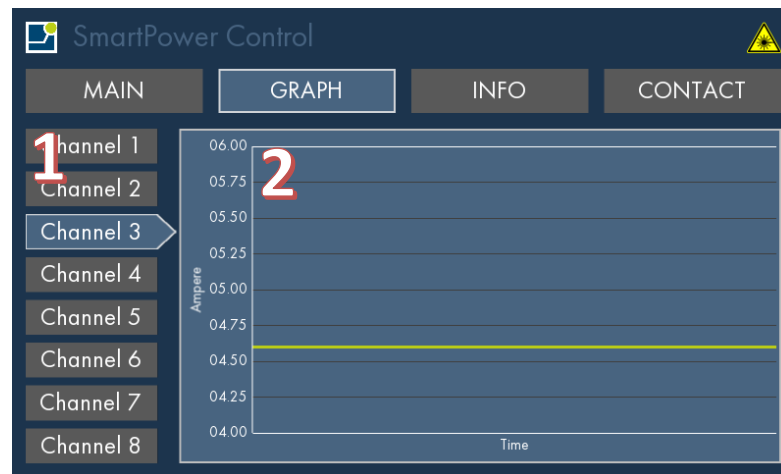 SmartPower Control
MAIN GRAPH INFO CONTACT
Channel 1
Channel 2
Channel 3
Channel 4
Channel 5
Channel 6
Channel 7
Channel 8
1
2
06.00
05.75
05.50
05.25
05.00
04.75
04.50
04.25
04.00
Ampere
Time